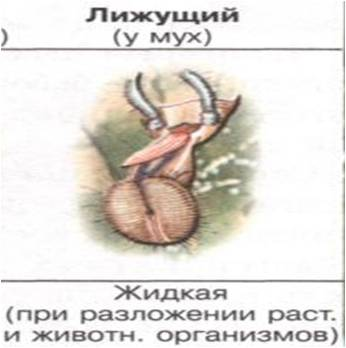 Лижущий
) (у мух)
Жидкая
(при разложении раст.
и животн. организмов)